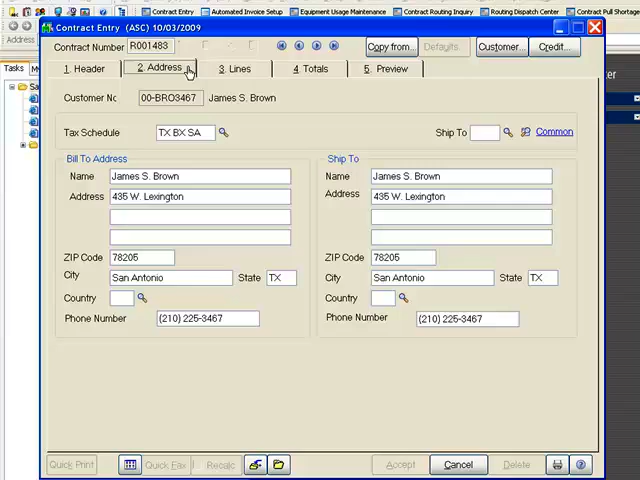 Contract Entry
Automated Invoice Setup
Equipment Usage Maintenance
Contract Routing Inquiry
Routing Dispatch Center
Contract Pull Shortage
Contract Entry (ASC) 10/03/2009
Address
Contract Number R001483
Copy from...
Defaults...
Customer...
Credit...
Tasks
1. Header
2. Address
3. Lines
4. Totals
5. Preview
Customer No 00-BRO3467 James S. Brown
Tax Schedule TX BX SA
Ship To
Common
Bill To Address
Ship To
Name James S. Brown
Name James S. Brown
Address 435 W. Lexington
Address 435 W. Lexington
ZIP Code 78205
ZIP Code 78205
City San Antonio State TX
City San Antonio State TX
Country
Country
Phone Number (210) 225-3467
Phone Number (210) 225-3467
Quick Print
Quick Fax
Recalc
Accept
Cancel
Delete